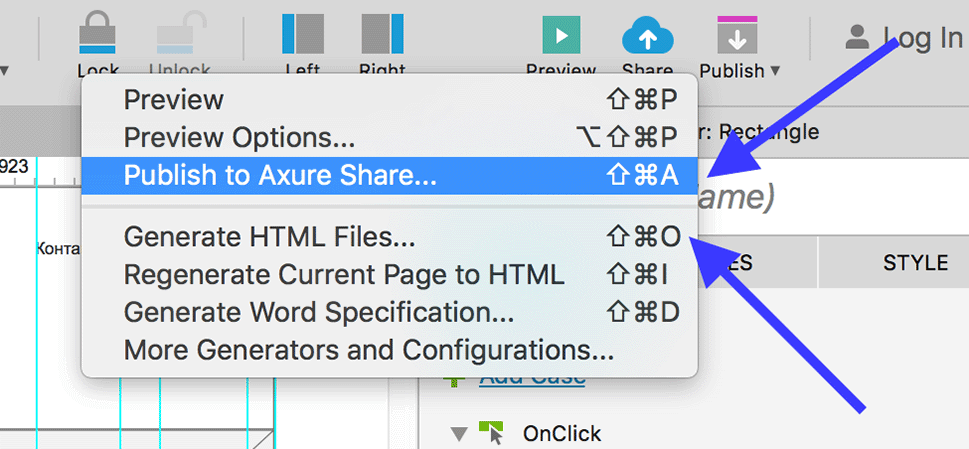 Lock Unlock Left Right Preview Share Publish ▼ Log In
Preview ⇧⌘P
Preview Options... ⌥⇧⌘P
r: Rectangle
923
Publish to Axure Share... ⇧⌘A
ame)
Generate HTML Files... ⇧⌘O
Конта
ES STYLE
Regenerate Current Page to HTML ⇧⌘I
Generate Word Specification... ⇧⌘D
More Generators and Configurations...
Add Case
OnClick